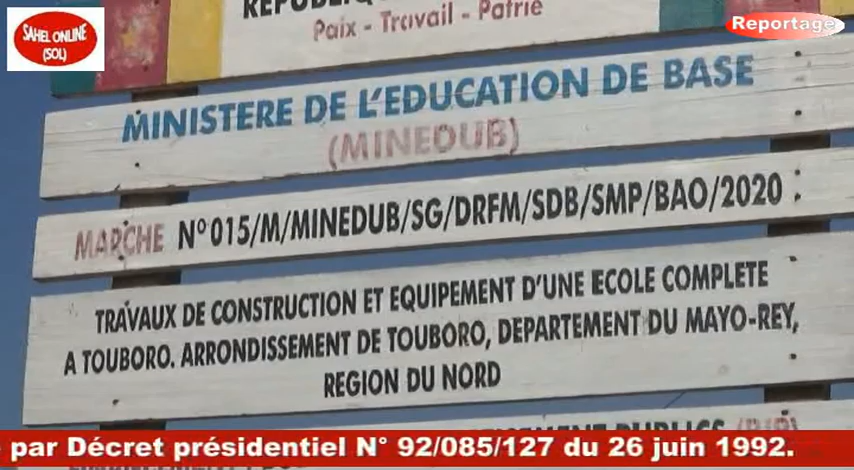 SAHEL ONLINE
(SOL)
Reportage
Paix - Travail - Patrie
MINISTERE DE L'EDUCATION DE BASE
(MINEDUB)
MARCHE N°015/M/MINEDUB/SG/DRFM/SDB/SMP/BAO/2020 :
TRAVAUX DE CONSTRUCTION ET EQUIPEMENT D'UNE ECOLE COMPLETE
A TOUBORO. ARRONDISSEMENT DE TOUBORO, DEPARTEMENT DU MAYO-REY,
REGION DU NORD
par Décret présidentiel N° 92/085/127 du 26 juin 1992.